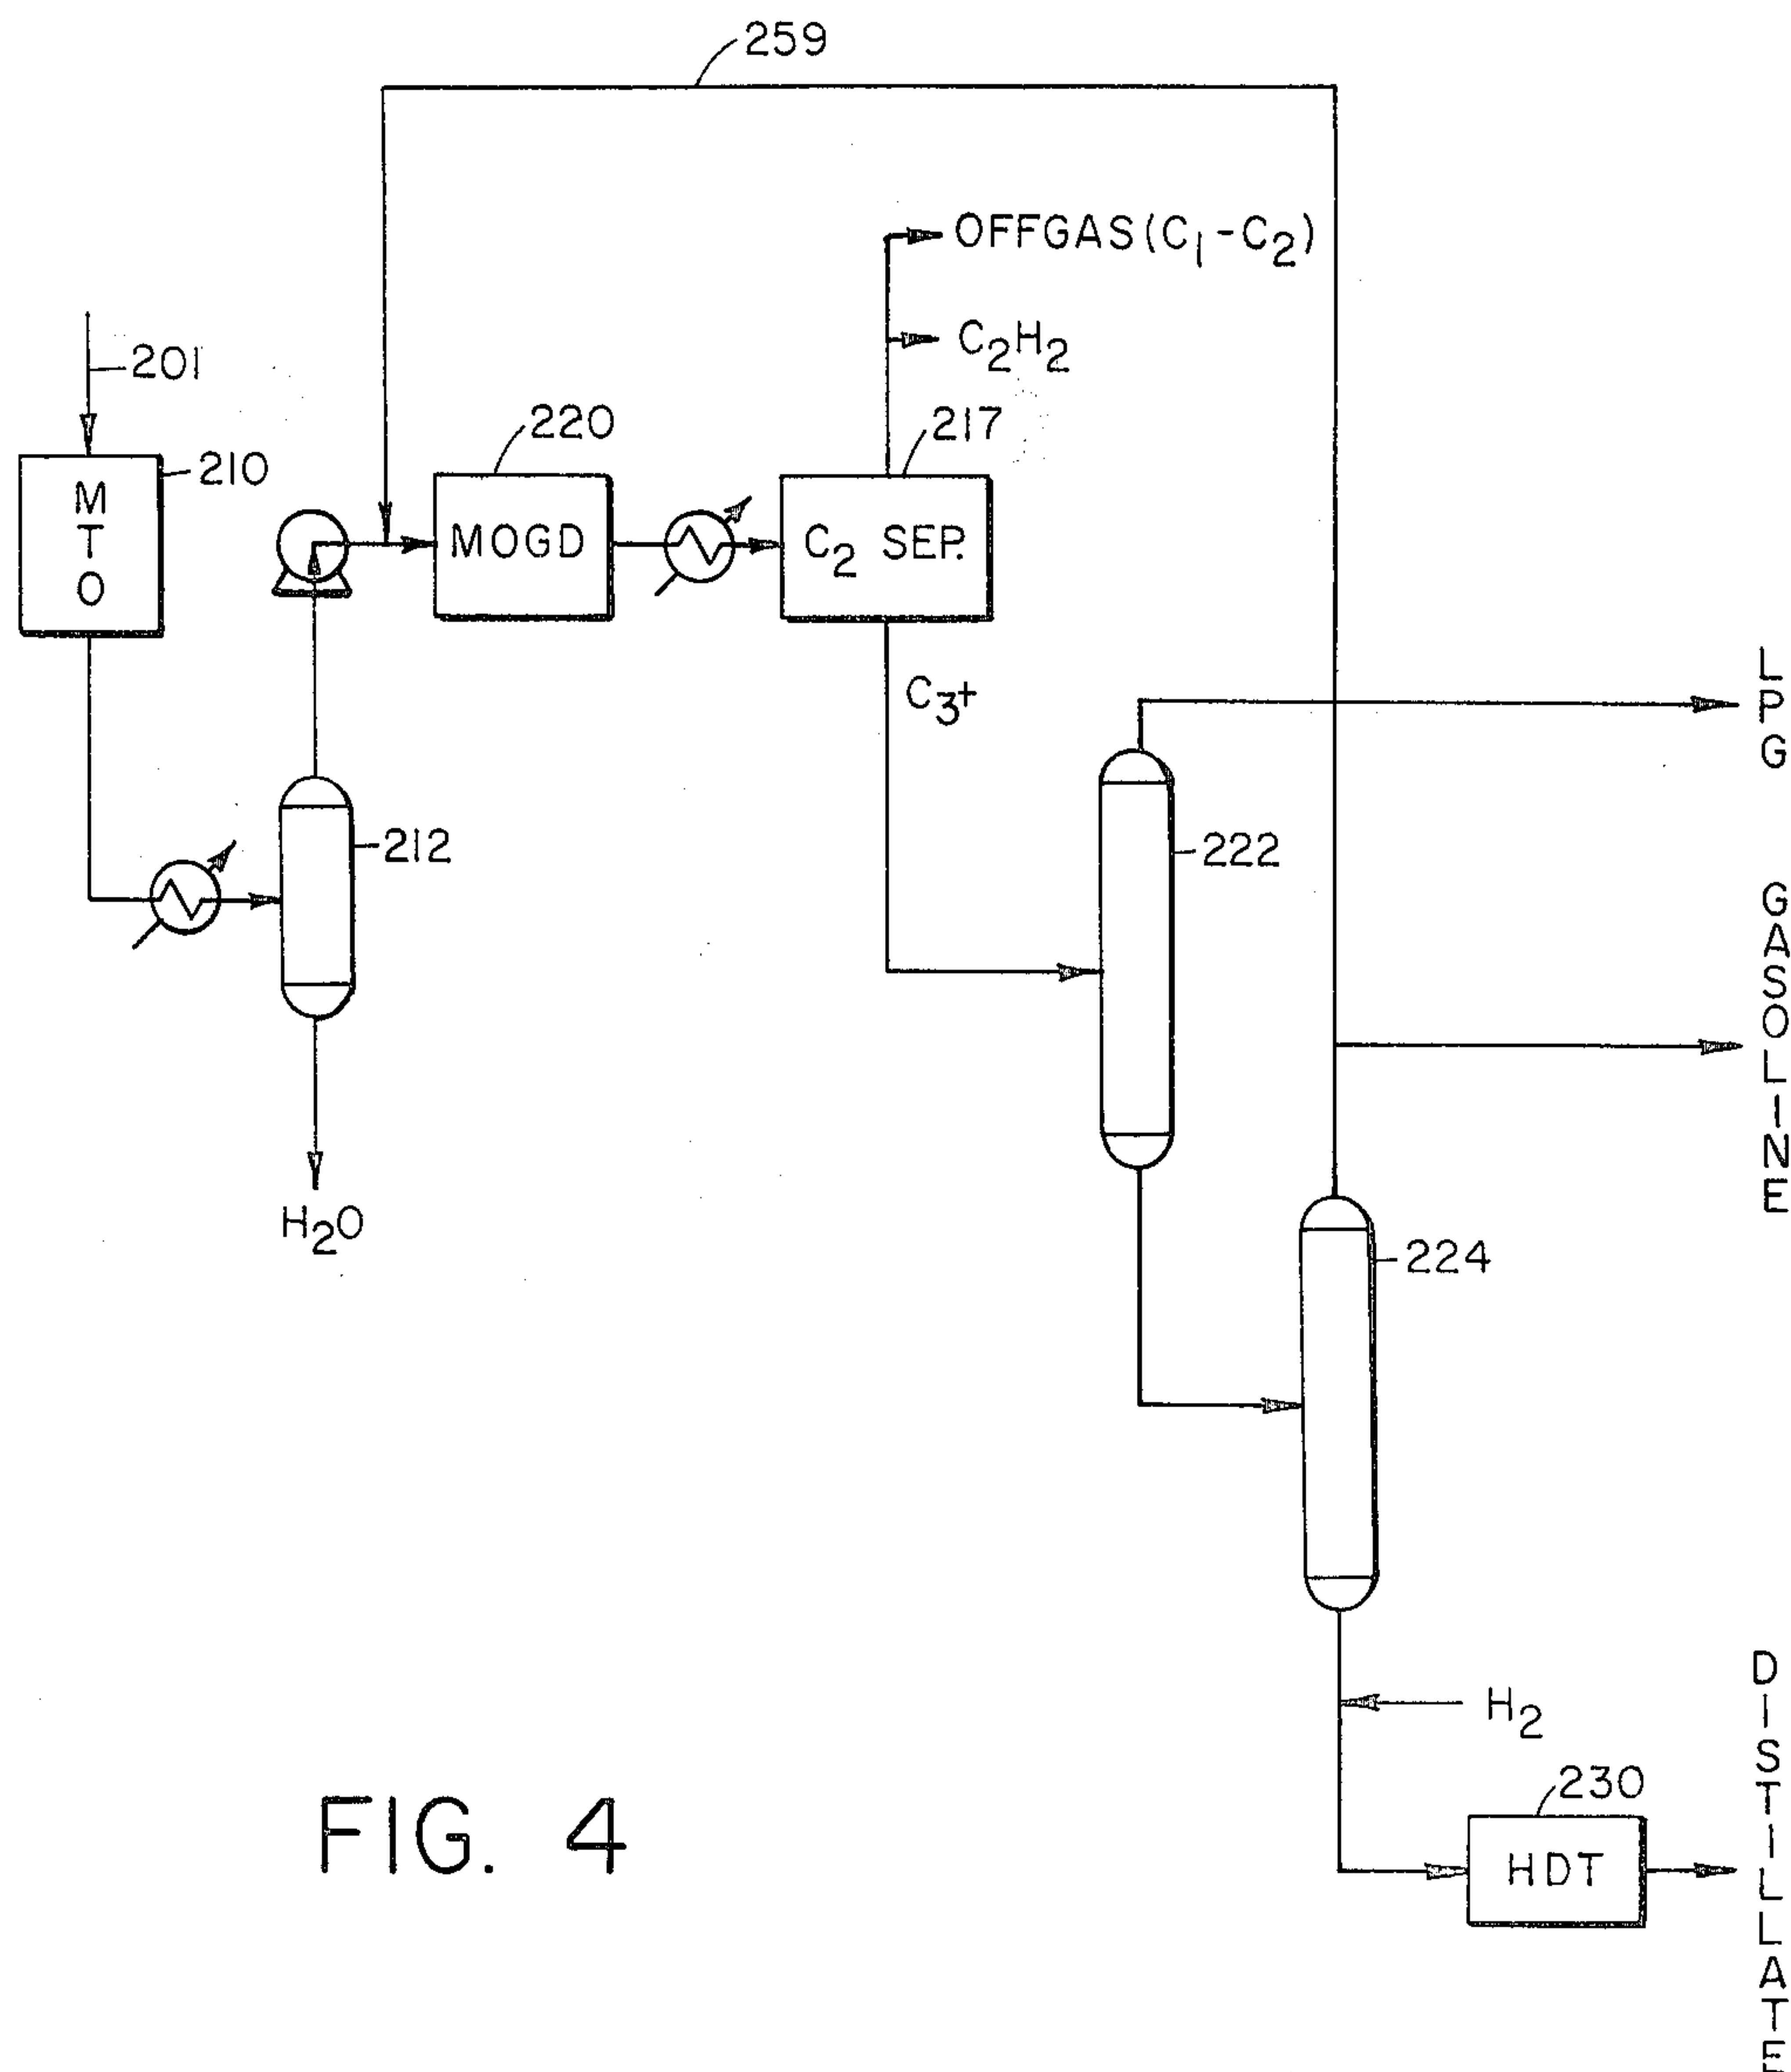 259
OFFGAS (C₁-C₂)
C₂H₂
201
220
217
210
MTO
MOGD
C₂ SEP.
C₃+
LPG
212
222
GASOLINE
H₂O
224
H₂
DISTILLATE
230
HDT
FIG. 4